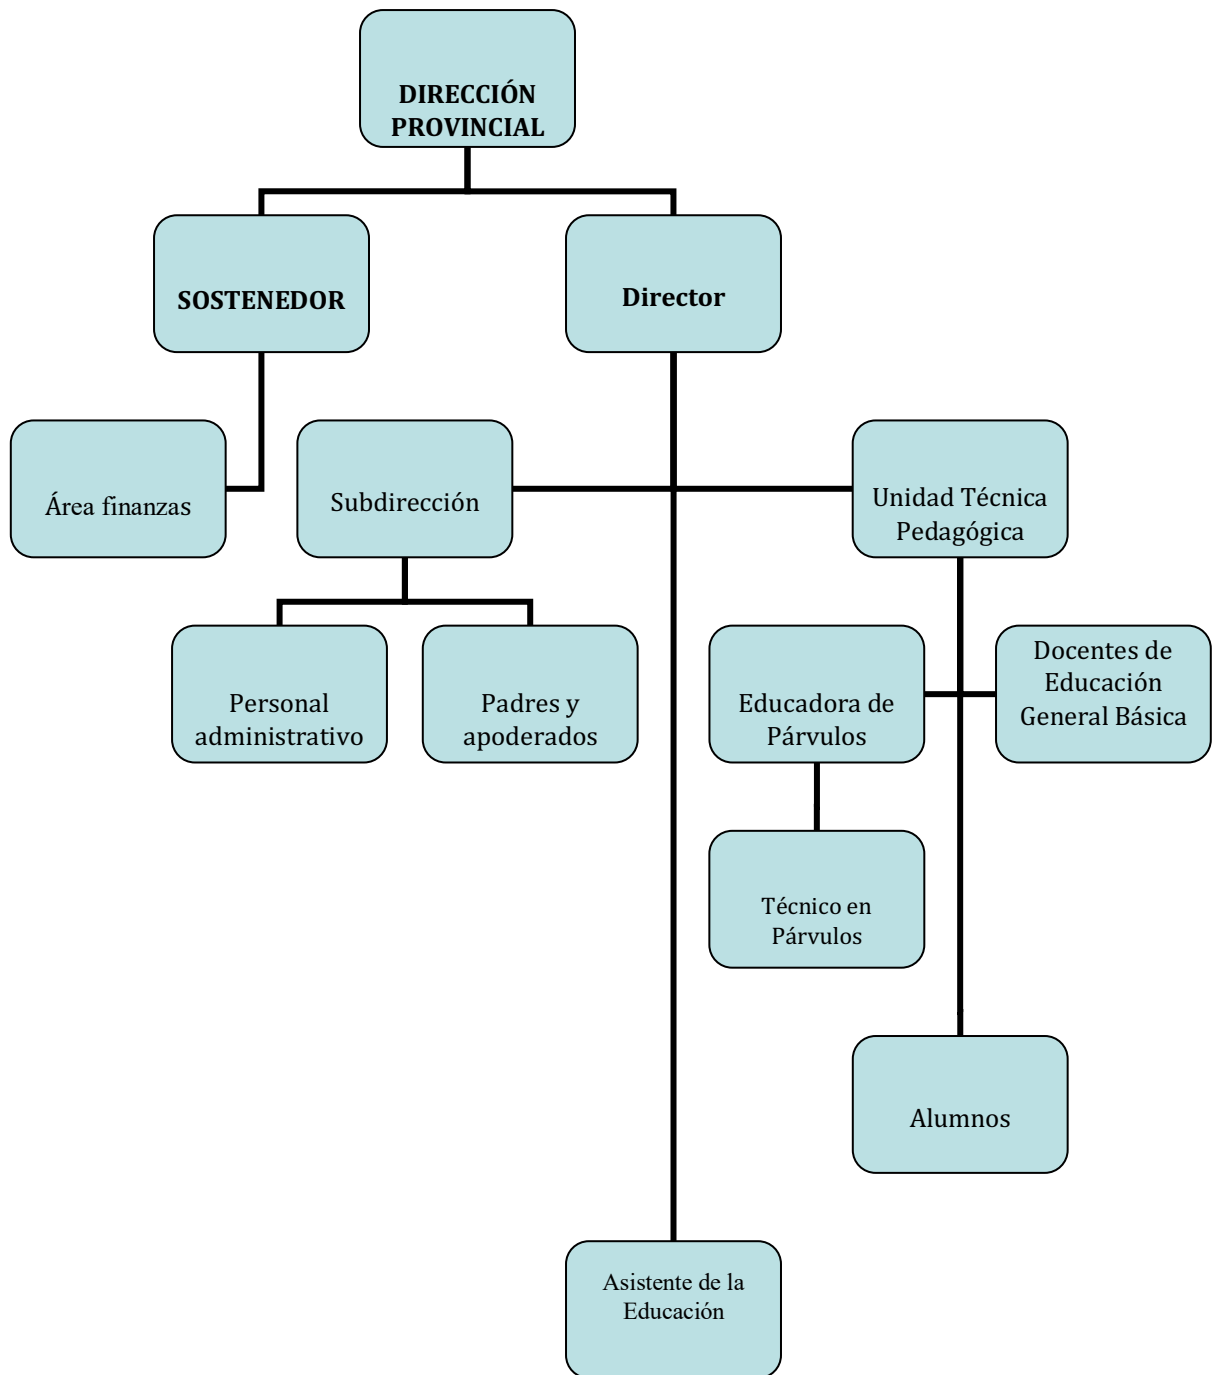 DIRECCIÓN
PROVINCIAL
SOSTENEDOR
Director
Área finanzas
Subdirección
Unidad Técnica
Pedagógica
Personal
administrativo
Padres y
apoderados
Educadora de
Párvulos
Docentes de
Educación
General Básica
Técnico en
Párvulos
Alumnos
Asistente de la
Educación